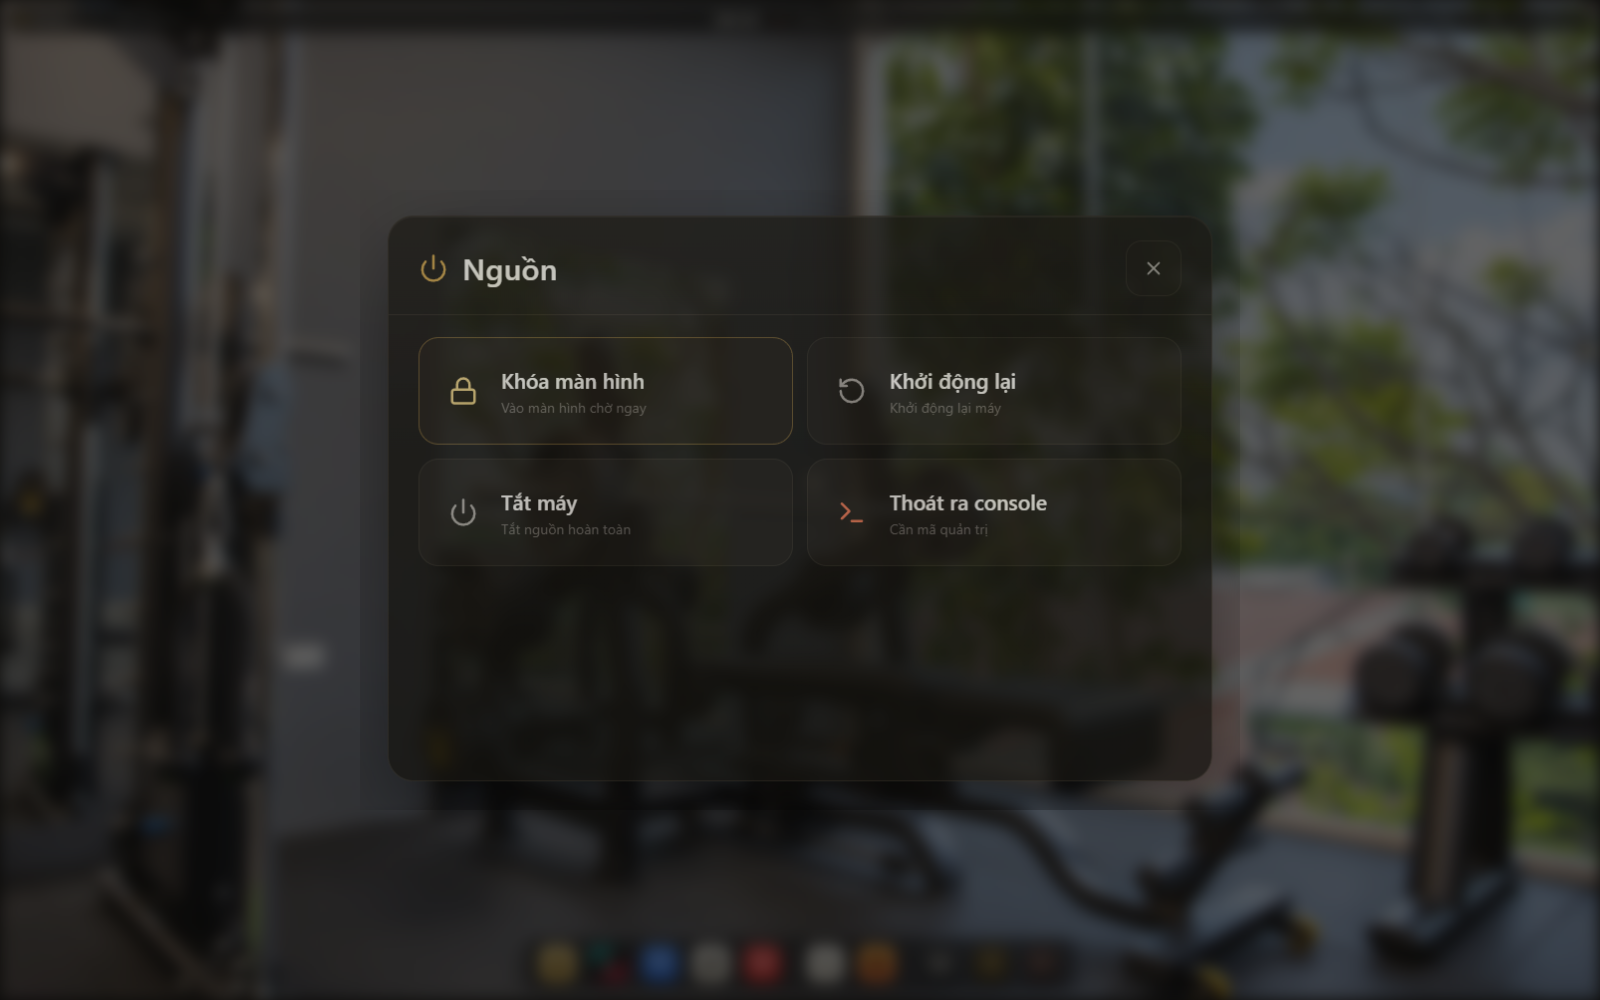 Nguồn
Khóa màn hình
Vào màn hình chờ ngay
Khởi động lại
Khởi động lại máy
Tắt máy
Tắt nguồn hoàn toàn
Thoát ra console
Cần mã quản trị